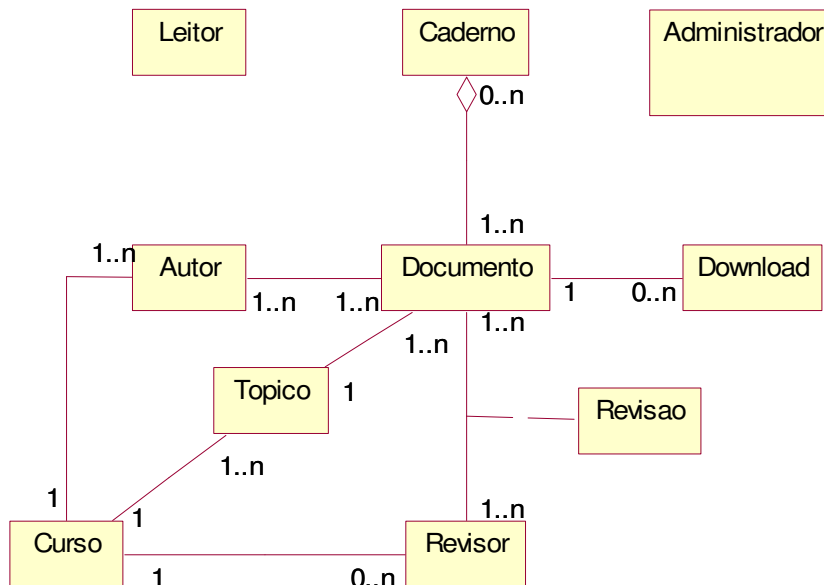 Leitor
Caderno
Administrador
0..n
1..n
1..n
Autor
Documento
Download
1..n
1..n
1
0..n
1..n
1..n
Topico
1
Revisao
1..n
1
1
1..n
Curso
Revisor
1
0..n